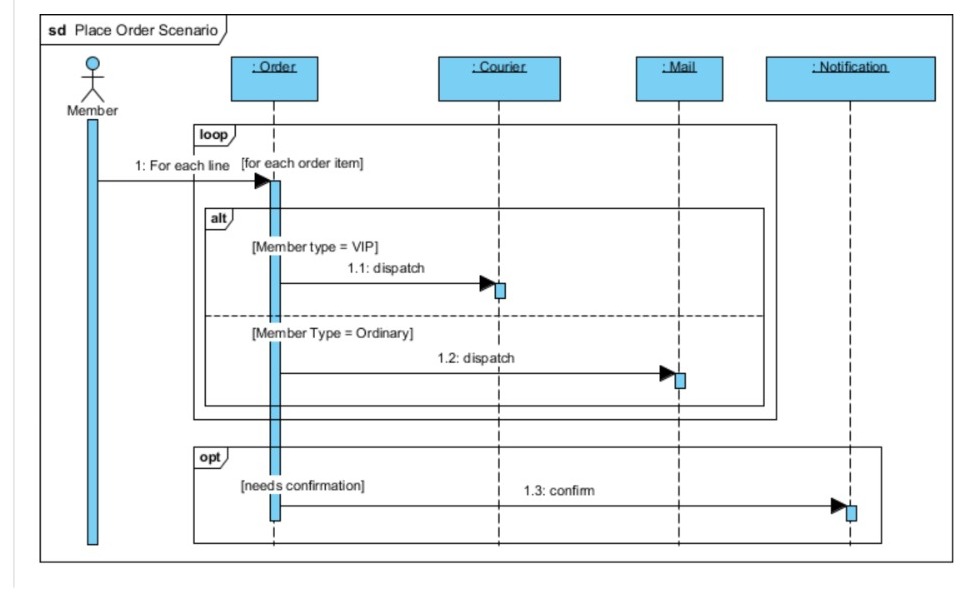 sd Place Order Scenario
: Order
: Courier
: Mail
: Notification
Member
loop
1: For each line
[for each order item]
alt
[Member type = VIP]
1.1: dispatch
[Member Type = Ordinary]
1.2: dispatch
opt
[needs confirmation]
1.3: confirm